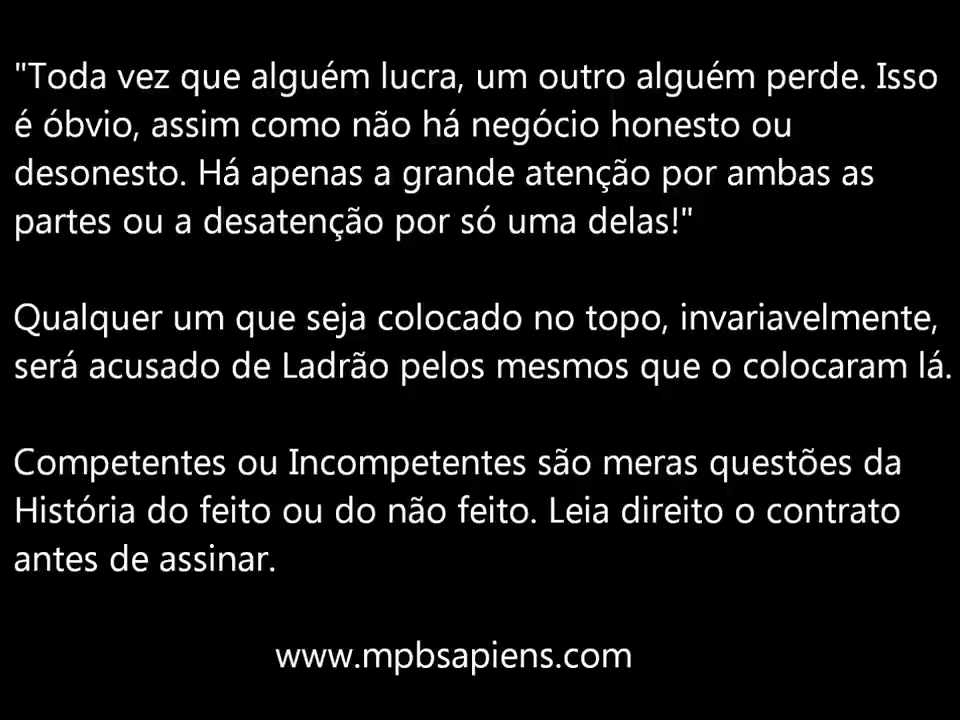 "Toda vez que alguém lucra, um outro alguém perde. Isso
é óbvio, assim como não há negócio honesto ou
desonesto. Há apenas a grande atenção por ambas as
partes ou a desatenção por só uma delas!"
Qualquer um que seja colocado no topo, invariavelmente,
será acusado de Ladrão pelos mesmos que o colocaram lá.
Competentes ou Incompetentes são meras questões da
História do feito ou do não feito. Leia direito o contrato
antes de assinar.
www.mpbsapiens.com